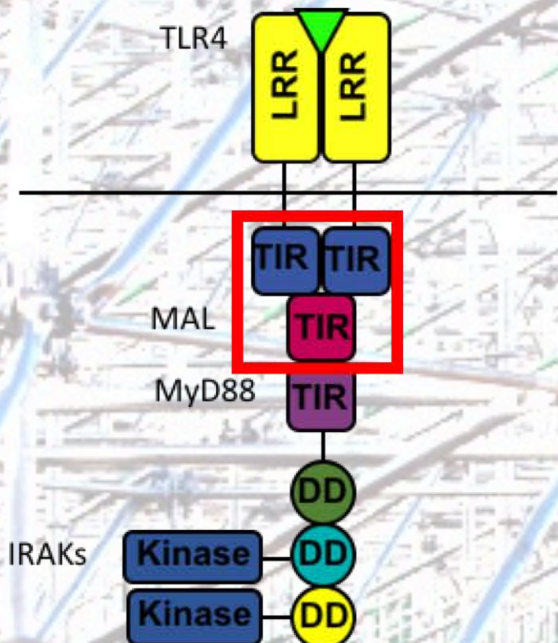 TLR4
LRR LRR
TIR TIR
MAL TIR
MyD88 TIR
DD
IRAKs Kinase DD
Kinase DD